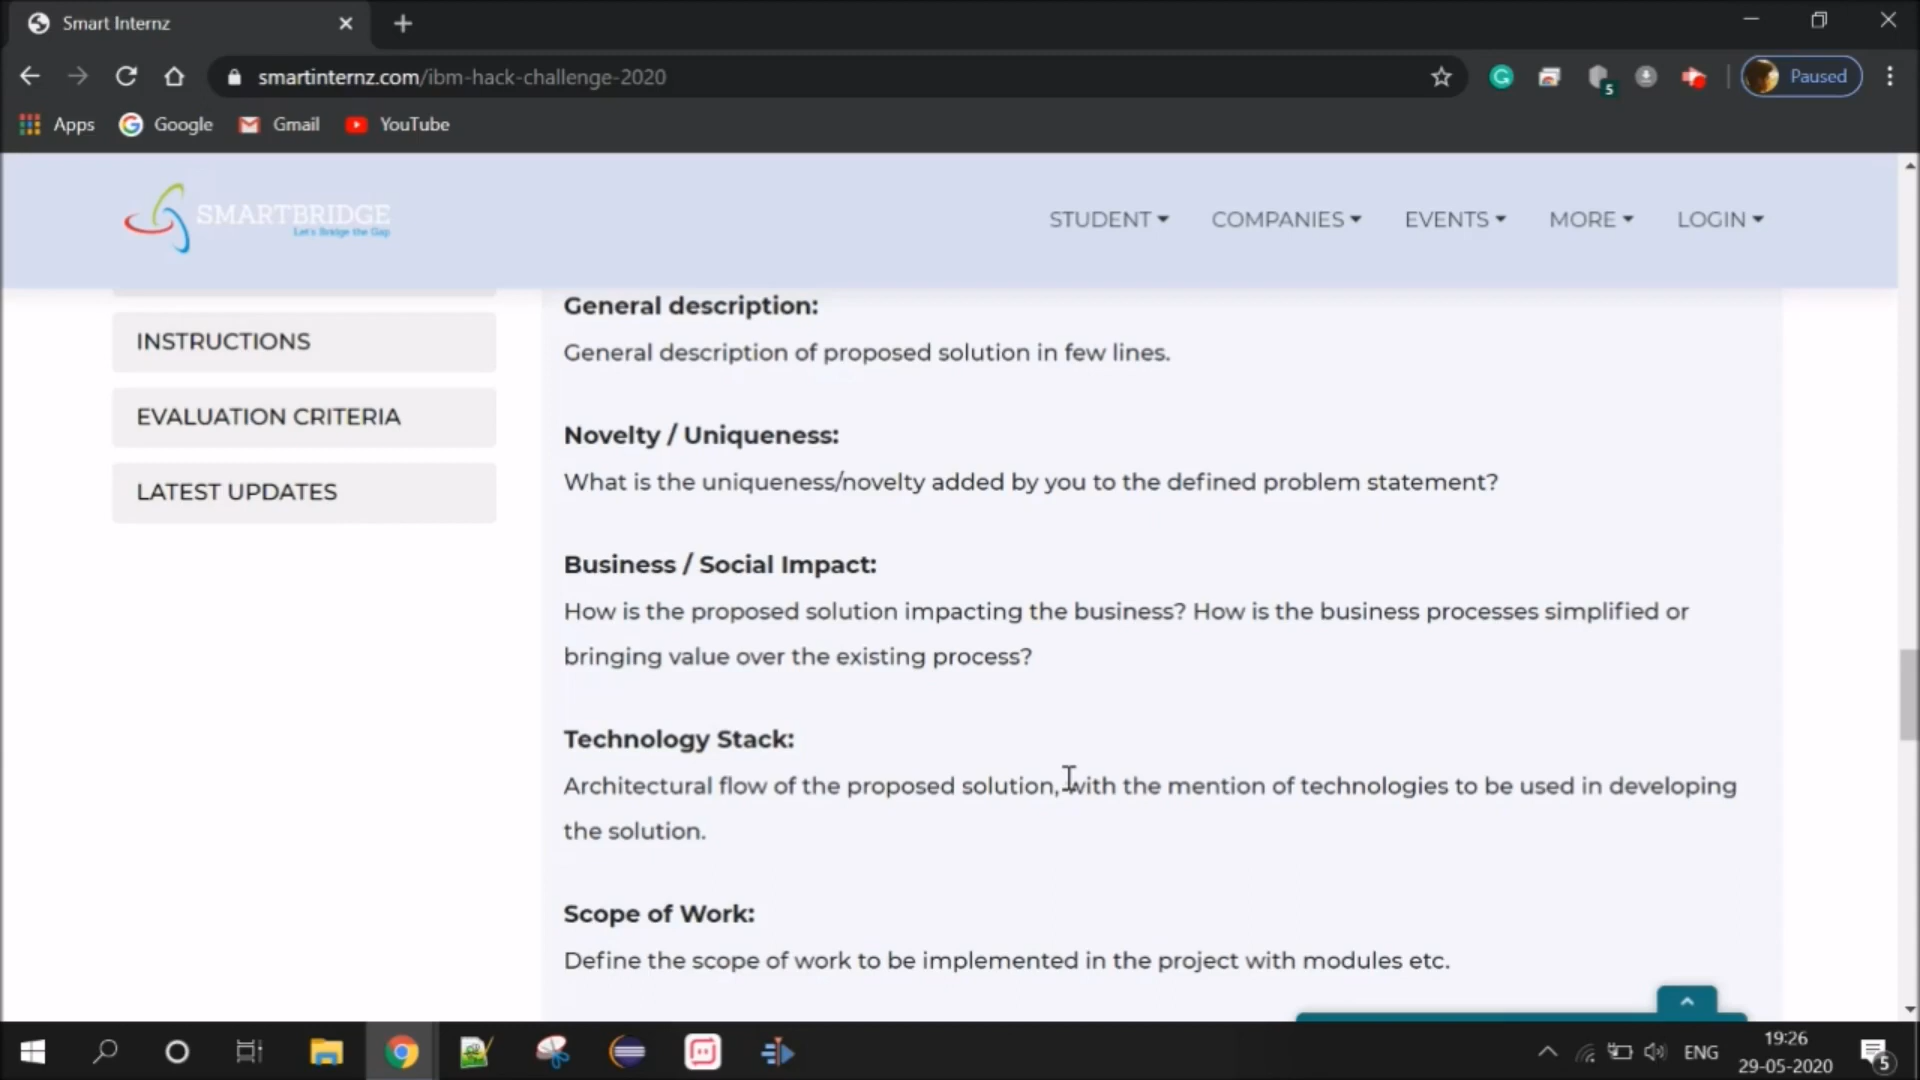 Smart Internz
smartinternz.com/ibm-hack-challenge-2020
5
Paused
Apps
Google
Gmail
YouTube
SMARTBRIDGE
Let's Bridge the Gap
STUDENT
COMPANIES
EVENTS
MORE
LOGIN
INSTRUCTIONS
EVALUATION CRITERIA
LATEST UPDATES
General description:
General description of proposed solution in few lines.
Novelty / Uniqueness:
What is the uniqueness/novelty added by you to the defined problem statement?
Business / Social Impact:
How is the proposed solution impacting the business? How is the business processes simplified or
bringing value over the existing process?
Technology Stack:
Architectural flow of the proposed solution, with the mention of technologies to be used in developing
the solution.
Scope of Work:
Define the scope of work to be implemented in the project with modules etc.
ENG
19:26
29-05-2020
5